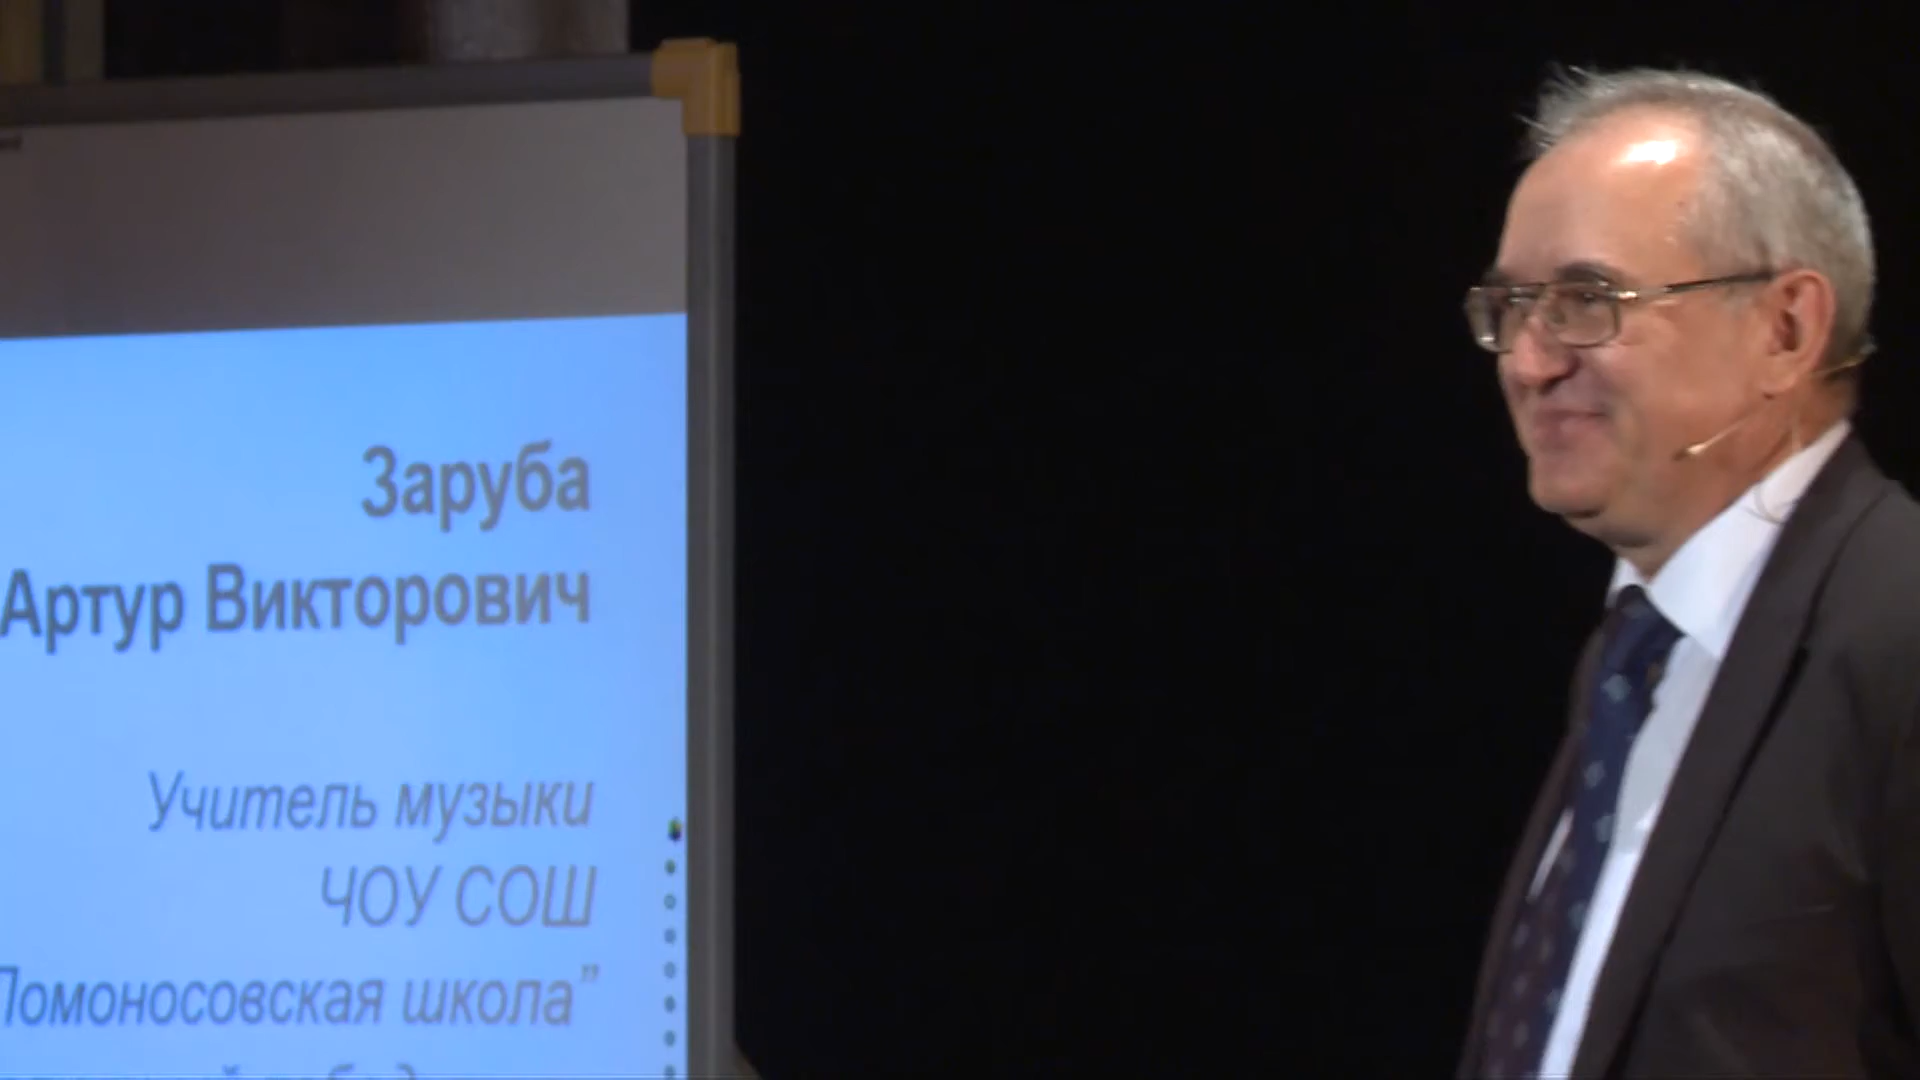 Заруба
Артур Викторович
Учитель музыки
ЧОУ СОШ
Ломоносовская школа”